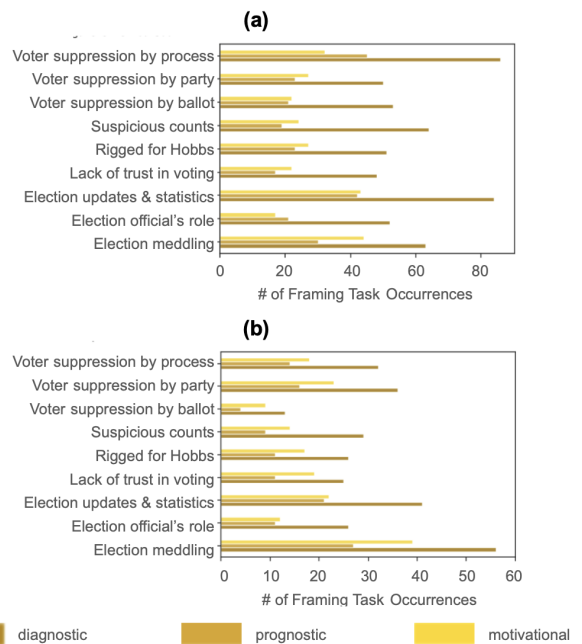 (a)
Voter suppression by process
Voter suppression by party
Voter suppression by ballot
Suspicious counts
Rigged for Hobbs
Lack of trust in voting
Election updates & statistics
Election official's role
Election meddling
0 20 40 60 80
# of Framing Task Occurrences
(b)
Voter suppression by process
Voter suppression by party
Voter suppression by ballot
Suspicious counts
Rigged for Hobbs
Lack of trust in voting
Election updates & statistics
Election official's role
Election meddling
0 10 20 30 40 50 60
# of Framing Task Occurrences
diagnostic prognostic motivational